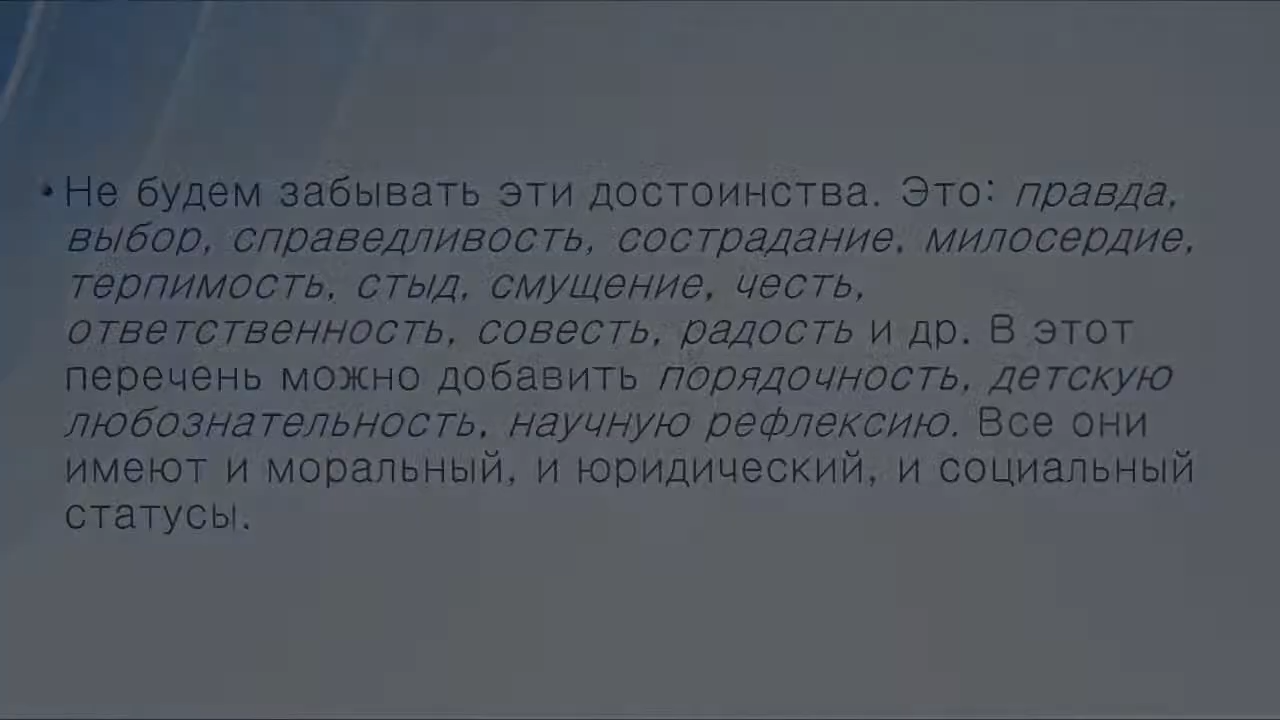 • Не будем забывать эти достоинства. Это: правда,
выбор, справедливость, сострадание, милосердие,
терпимость, стыд, смущение, честь,
ответственность, совесть, радость и др. В этот
перечень можно добавить порядочность, детскую
любознательность, научную рефлексию. Все они
имеют и моральный, и юридический, и социальный
статусы.